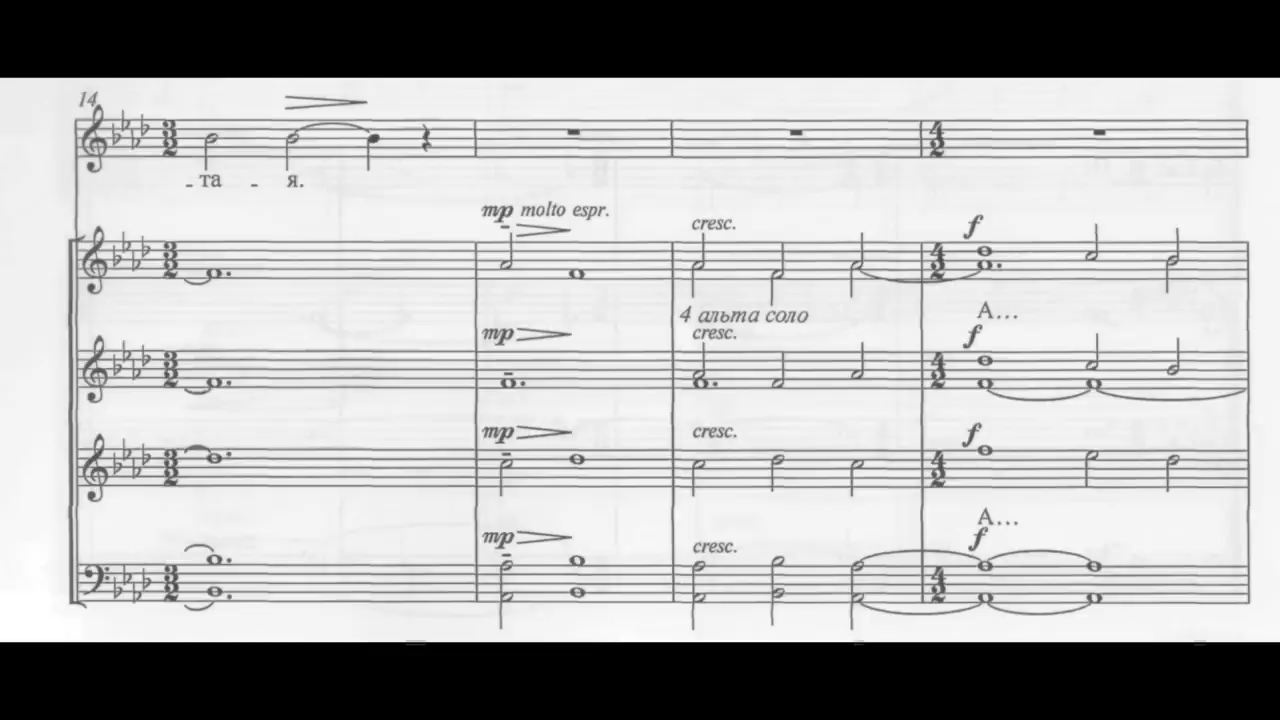 14
- та - я.
mp molto espr.
cresc.
f
4 альта соло
А...
mp
cresc.
f
mp
cresc.
f
А...
mp
cresc.
f